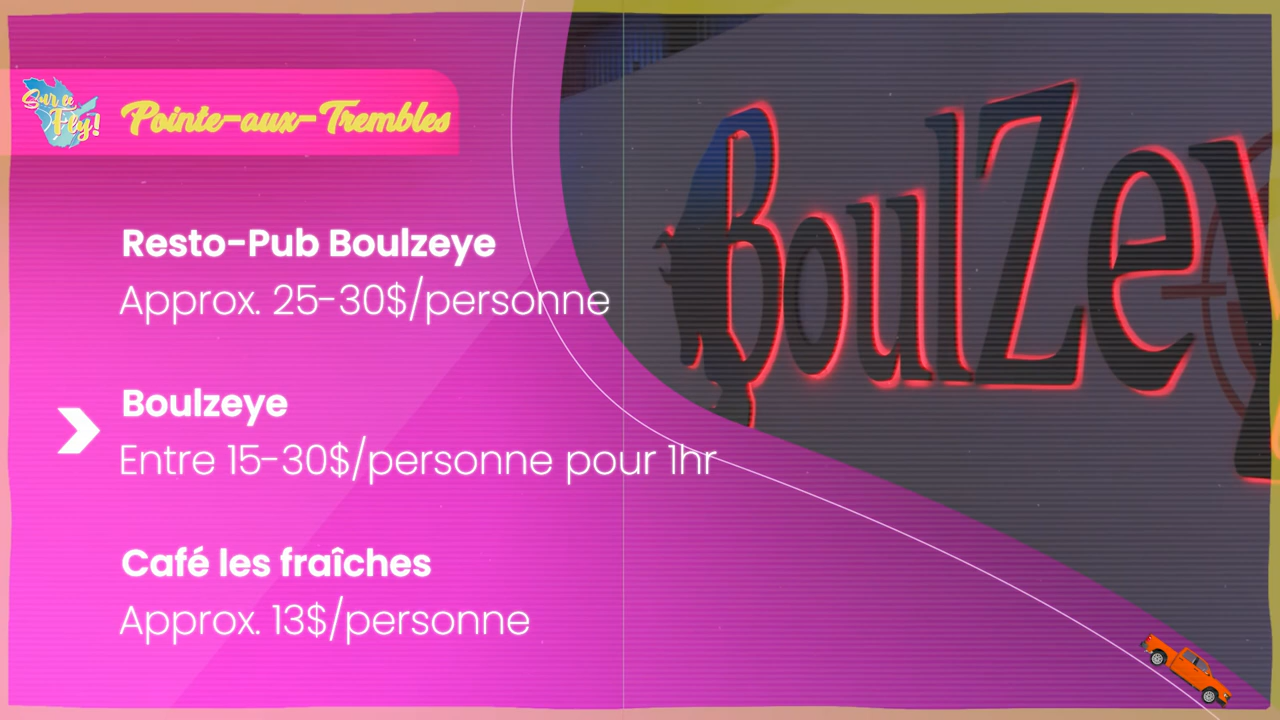 Sur le
Fly!
Pointe-aux-Trembles
Resto-Pub Boulzeye
Approx. 25-30$/personne
Boulzeye
Entre 15-30$/personne pour 1hr
Café les fraîches
Approx. 13$/personne
BoulZey